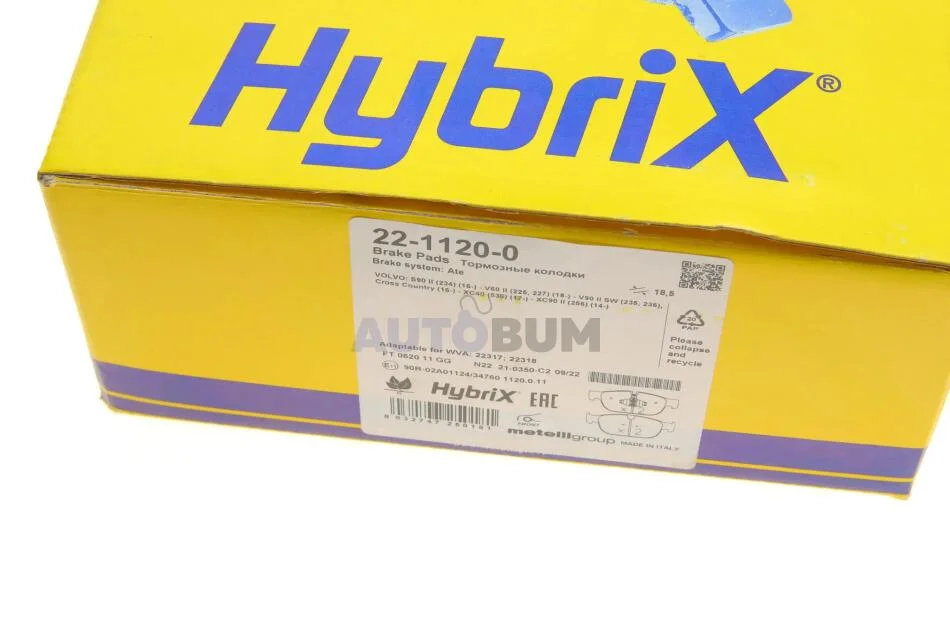 HybriX®
22-1120-0
Brake Pads Тормозные колодки
Brake system: Ate
VOLVO: S90 II (234) (16-) - V60 II (225, 227) (18-) - V90 II SW (235, 236),
Cross Country (16-) - XC40 (536) (17-) - XC90 II (256) (14-)
18,5
20
PAP
Please
collapse
and
recycle
AUTOBUM
Adaptable for WVA: 22317; 22318
FT 0620 11 GG N22 21-0350-C2 09/22
90R-02A01124/34760 1120.0.11
HybriX EAC
FRONT
metelligroup
MADE IN ITALY